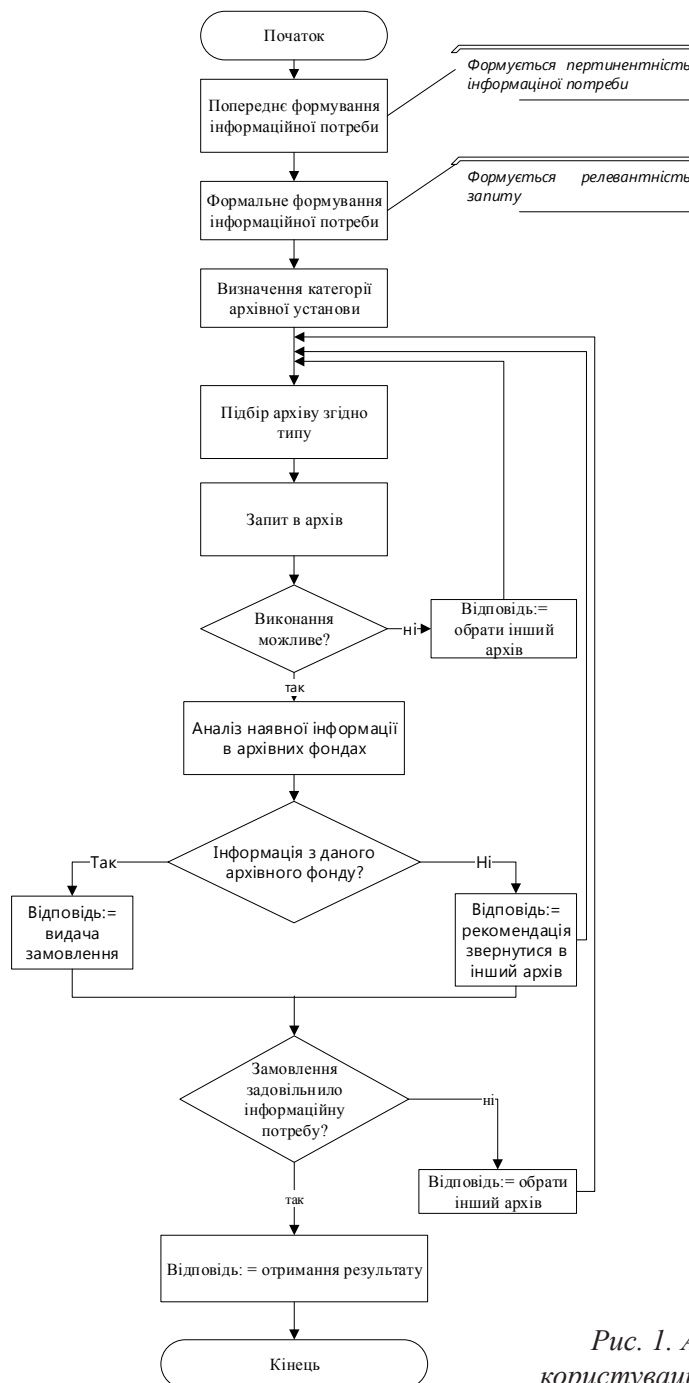 Початок
Формується пертинентність
інформаціної потреби
Попереднє формування
інформаційної потреби
Формується релевантність
запиту
Формальне формування
інформаційної потреби
Визначення категорії
архівної установи
Підбір архіву згідно
типу
Запит в архів
Виконання
можливе?
ні
Відповідь:=
обрати інший
архів
так
Аналіз наявної інформації
в архівних фондах
Інформація з даного
архівного фонду?
Так
Ні
Відповідь:=
видача
замовлення
Відповідь:=
рекомендація
звернутися в
інший архів
Замовлення
задовільнило
інформаційну
потребу?
ні
Відповідь:= обрати
інший архів
так
Відповідь: = отримання результату
Кінець
Рис. 1. А
користуваці